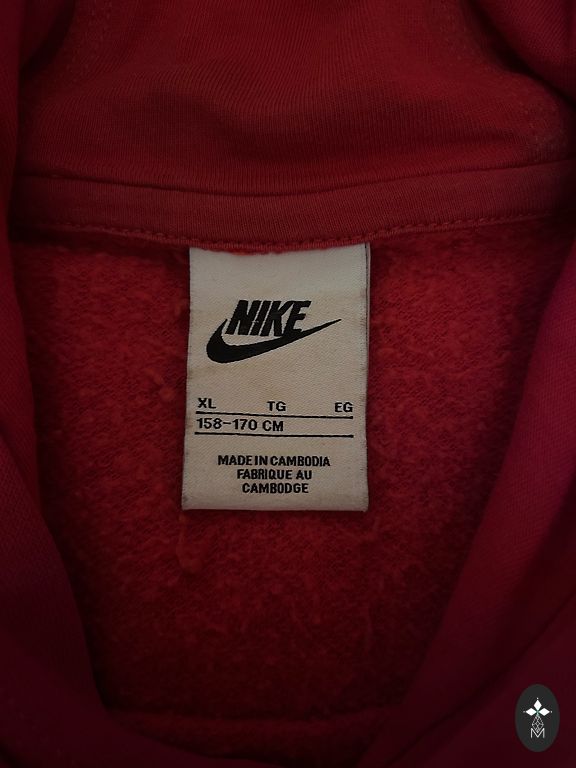 NIKE
XL TG EG
158-170 CM
MADE IN CAMBODIA
FABRIQUE AU
CAMBODGE
M